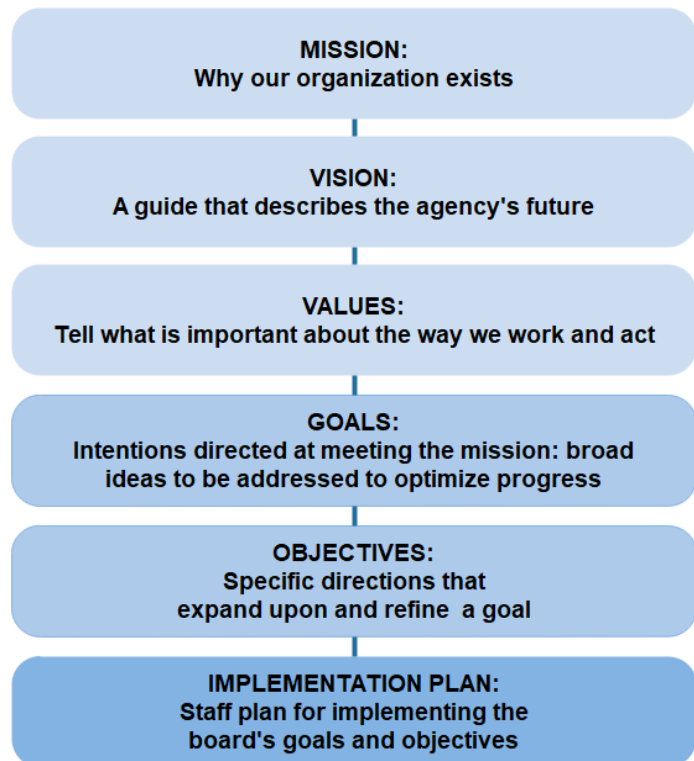 MISSION:
Why our organization exists
VISION:
A guide that describes the agency's future
VALUES:
Tell what is important about the way we work and act
GOALS:
Intentions directed at meeting the mission: broad
ideas to be addressed to optimize progress
OBJECTIVES:
Specific directions that
expand upon and refine  a goal
IMPLEMENTATION PLAN:
Staff plan for implementing the
board's goals and objectives